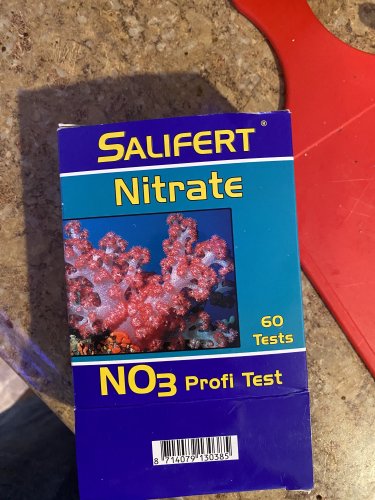 SALIFERT®
Nitrate
60
Tests
NO3 Profi Test
8 714079 130385